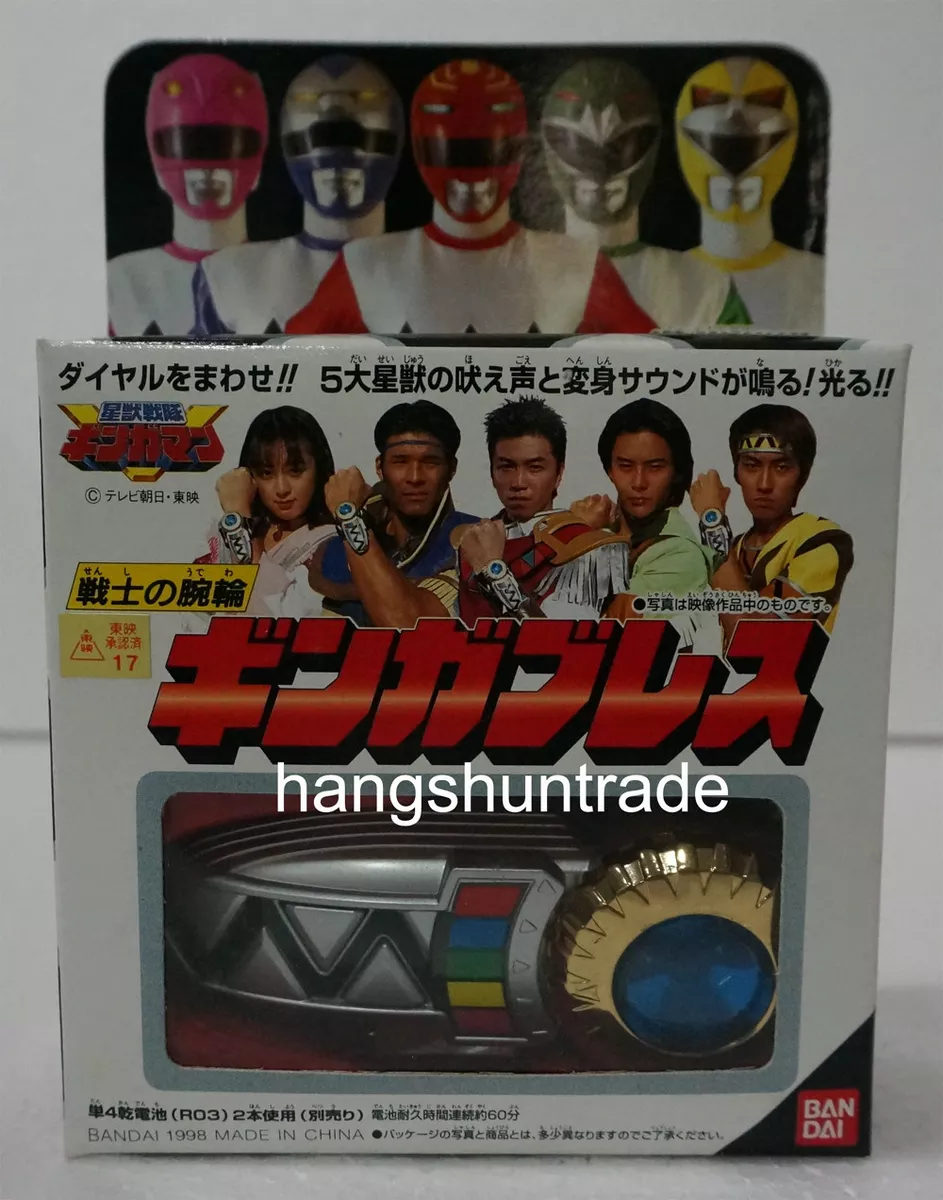 ダイヤルをまわせ!! 5大星獣の吠え声と変身サウンドが鳴る!光る!!
星獣戦隊
ギンガマン
©テレビ朝日・東映
戦士の腕輪
●写真は映像作品中のものです。
東映
承認済
17
ギンガブレス
hangshuntrade
単4乾電池(R03)2本使用(別売り) 電池耐久時間連続約60分
BANDAI 1998 MADE IN CHINA ●パッケージの写真と商品とは、多少異なりますのでご了承ください。
BAN
DAI